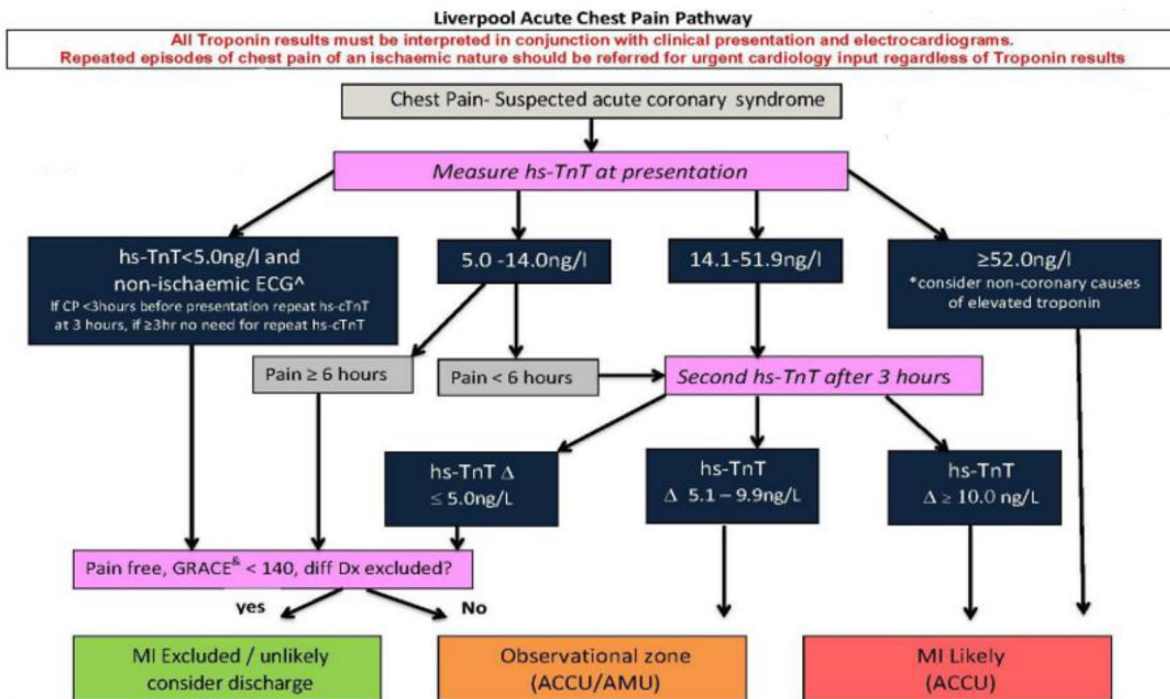 Liverpool Acute Chest Pain Pathway
All Troponin results must be interpreted in conjunction with clinical presentation and electrocardiograms.
Repeated episodes of chest pain of an ischaemic nature should be referred for urgent cardiology input regardless of Troponin results
Chest Pain- Suspected acute coronary syndrome
Measure hs-TnT at presentation
hs-TnT<5.0ng/l and
non-ischaemic ECG^
If CP <3hours before presentation repeat hs-cTnT
at 3 hours, if ≥3hr no need for repeat hs-cTnT
5.0 -14.0ng/l
14.1-51.9ng/l
≥52.0ng/l
*consider non-coronary causes
of elevated troponin
Pain ≥ 6 hours
Pain < 6 hours
Second hs-TnT after 3 hours
hs-TnT Δ
≤ 5.0ng/L
hs-TnT
Δ 5.1 – 9.9ng/L
hs-TnT
Δ ≥ 10.0 ng/L
Pain free, GRACE& < 140, diff Dx excluded?
yes
No
MI Excluded / unlikely
consider discharge
Observational zone
(ACCU/AMU)
MI Likely
(ACCU)